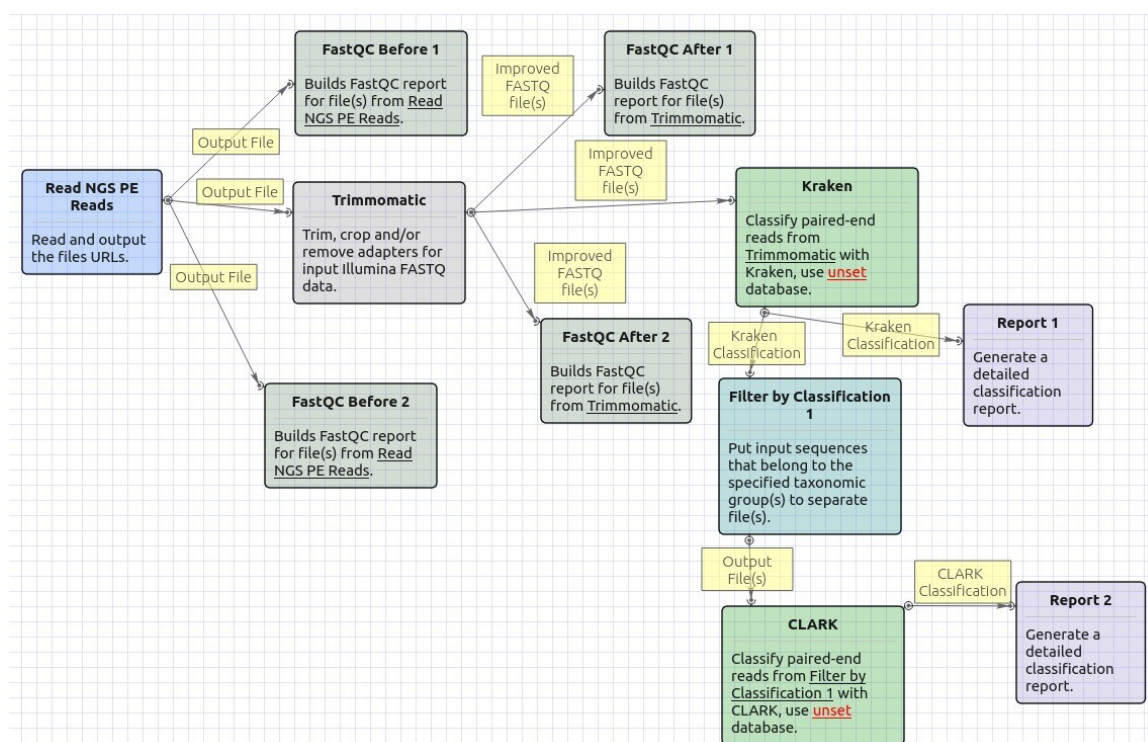 FastQC Before 1
Builds FastQC report
for file(s) from Read
NGS PE Reads.
Improved
FASTQ
file(s)
FastQC After 1
Builds FastQC
report for file(s)
from Trimmomatic.
Output File
Improved
FASTQ
file(s)
Read NGS PE
Reads
Read and output
the files URLs.
Output File
Trimmomatic
Trim, crop and/or
remove adapters for
input Illumina FASTQ
data.
Kraken
Classify paired-end
reads from
Trimmomatic with
Kraken, use unset
database.
Output File
Improved
FASTQ
file(s)
FastQC After 2
Builds FastQC
report for file(s)
from Trimmomatic.
Kraken
Classification
Kraken
Classification
Report 1
Generate a
detailed
classification
report.
FastQC Before 2
Builds FastQC report
for file(s) from Read
NGS PE Reads.
Filter by Classification
1
Put input sequences
that belong to the
specified taxonomic
group(s) to separate
file(s).
Output
File(s)
CLARK
Classification
CLARK
Classify paired-end
reads from Filter by
Classification 1 with
CLARK, use unset
database.
Report 2
Generate a
detailed
classification
report.